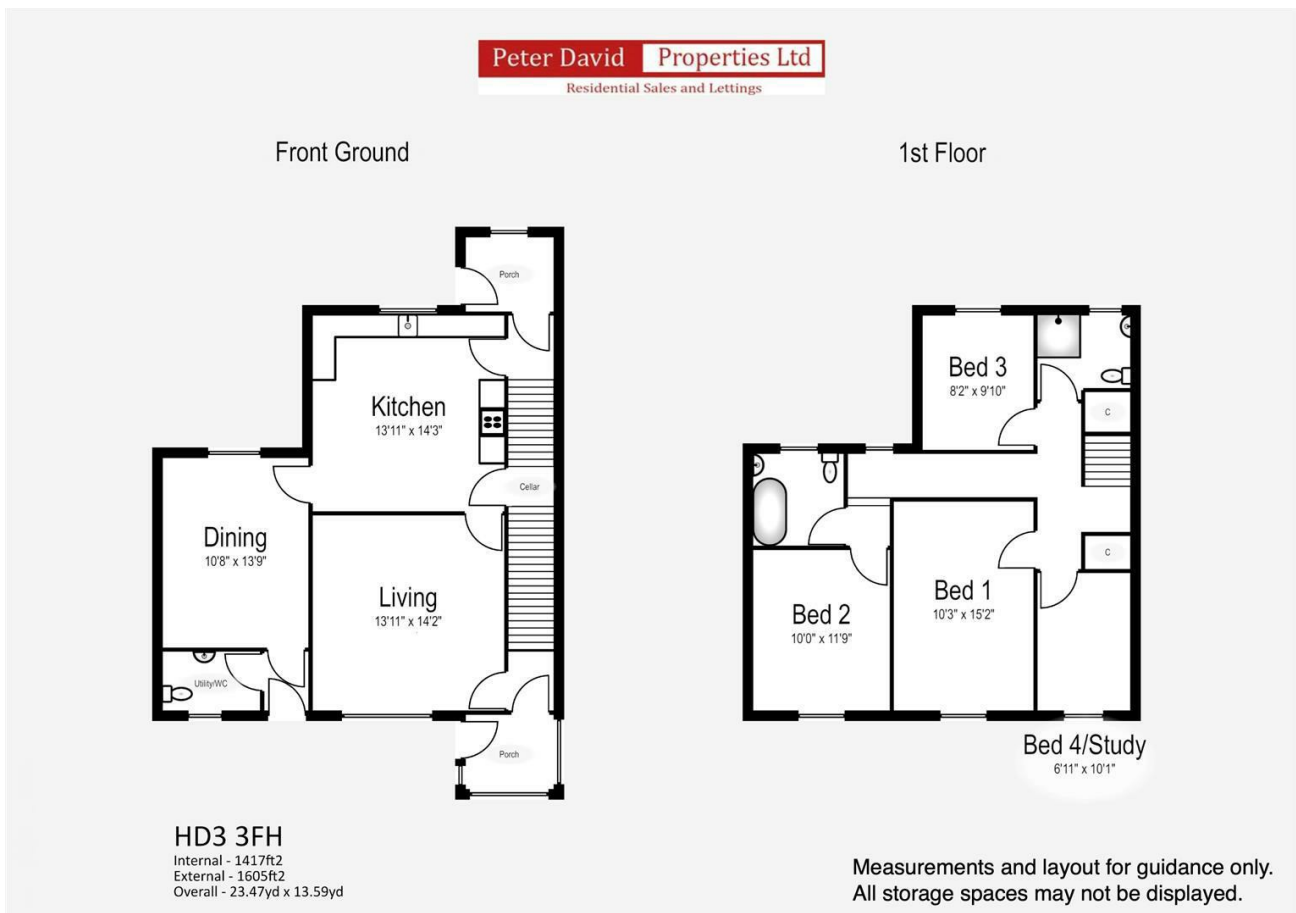 Peter David Properties Ltd
Residential Sales and Lettings
Front Ground
1st Floor
Porch
Kitchen
13'11" x 14'3"
Cellar
Dining
10'8" x 13'9"
Living
13'11" x 14'2"
Utility/WC
Porch
Bed 3
8'2" x 9'10"
C
C
Bed 1
10'3" x 15'2"
Bed 2
10'0" x 11'9"
Bed 4/Study
6'11" x 10'1"
HD3 3FH
Internal - 1417ft2
External - 1605ft2
Overall - 23.47yd x 13.59yd
Measurements and layout for guidance only.
All storage spaces may not be displayed.